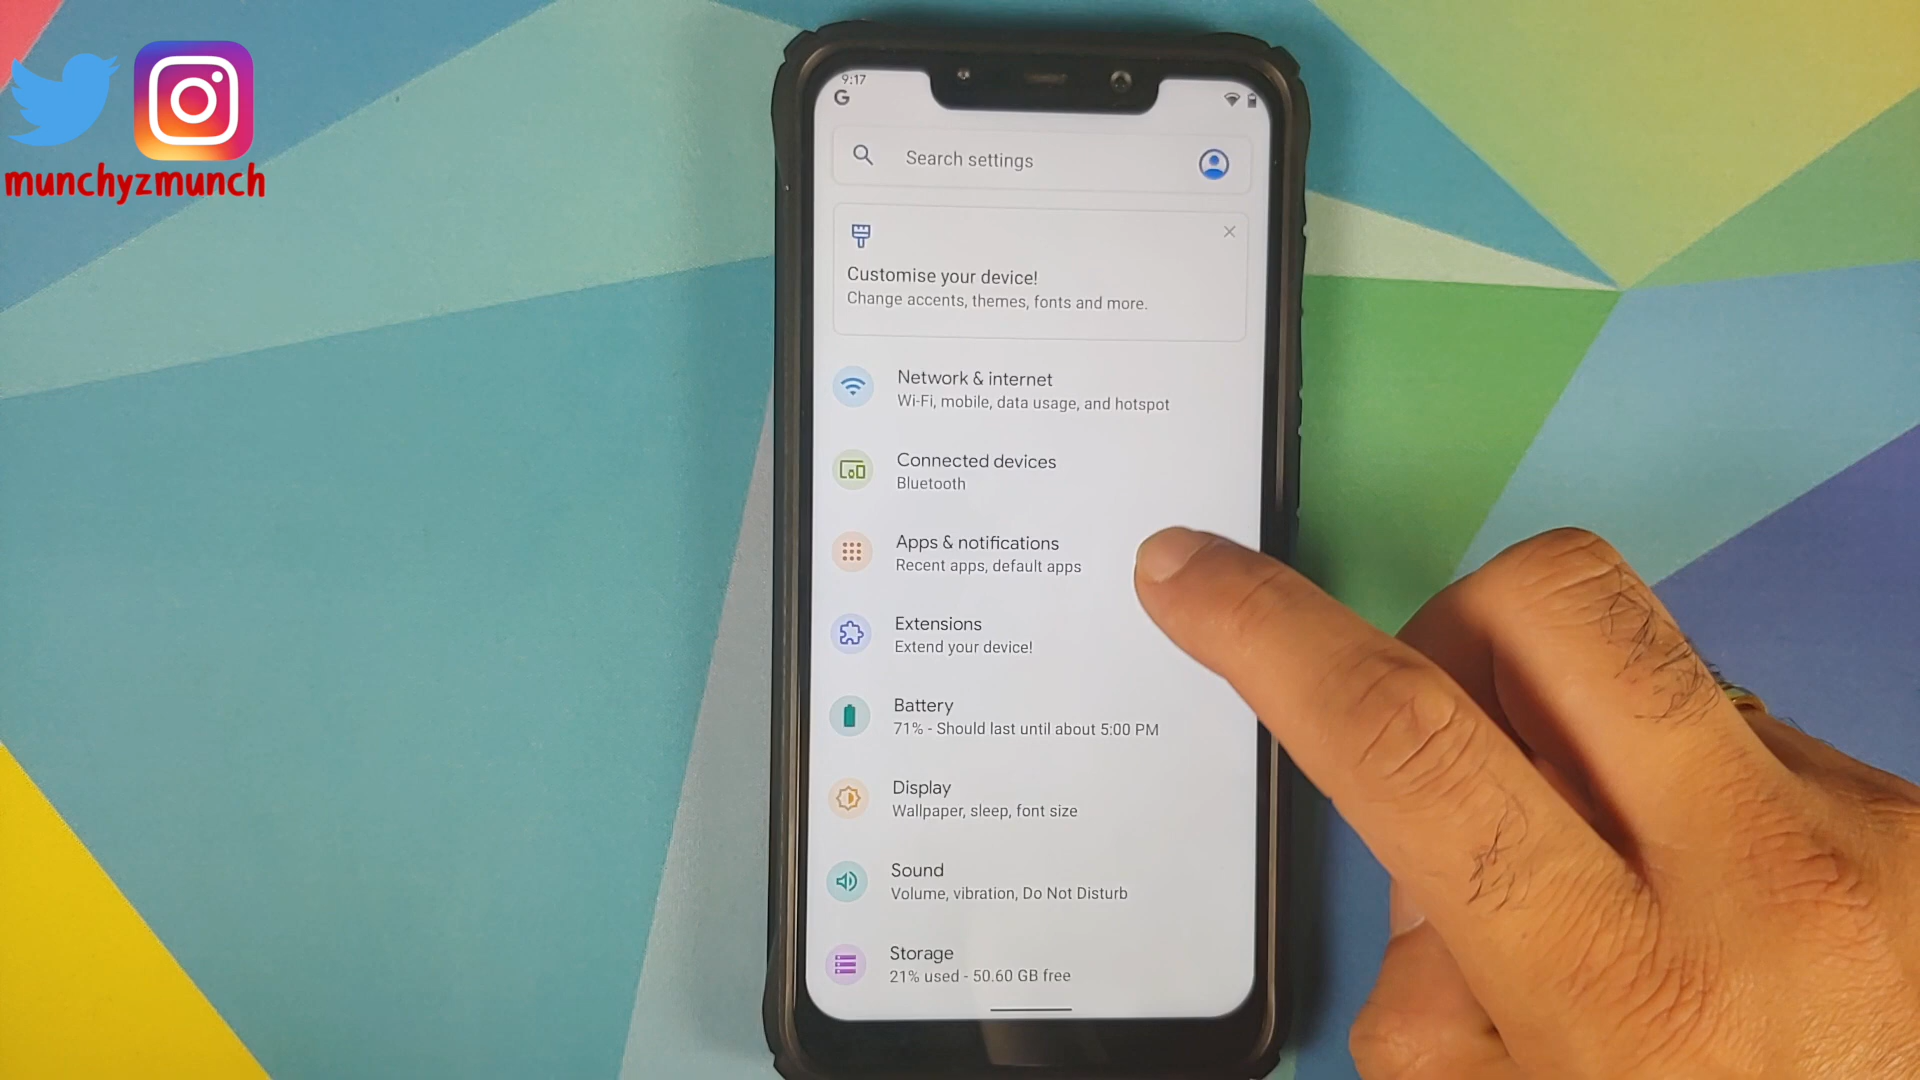 munchyzmunch
9:17
G
Search settings
Customise your device!
Change accents, themes, fonts and more.
Network & internet
Wi-Fi, mobile, data usage, and hotspot
Connected devices
Bluetooth
Apps & notifications
Recent apps, default apps
Extensions
Extend your device!
Battery
71% - Should last until about 5:00 PM
Display
Wallpaper, sleep, font size
Sound
Volume, vibration, Do Not Disturb
Storage
21% used - 50.60 GB free